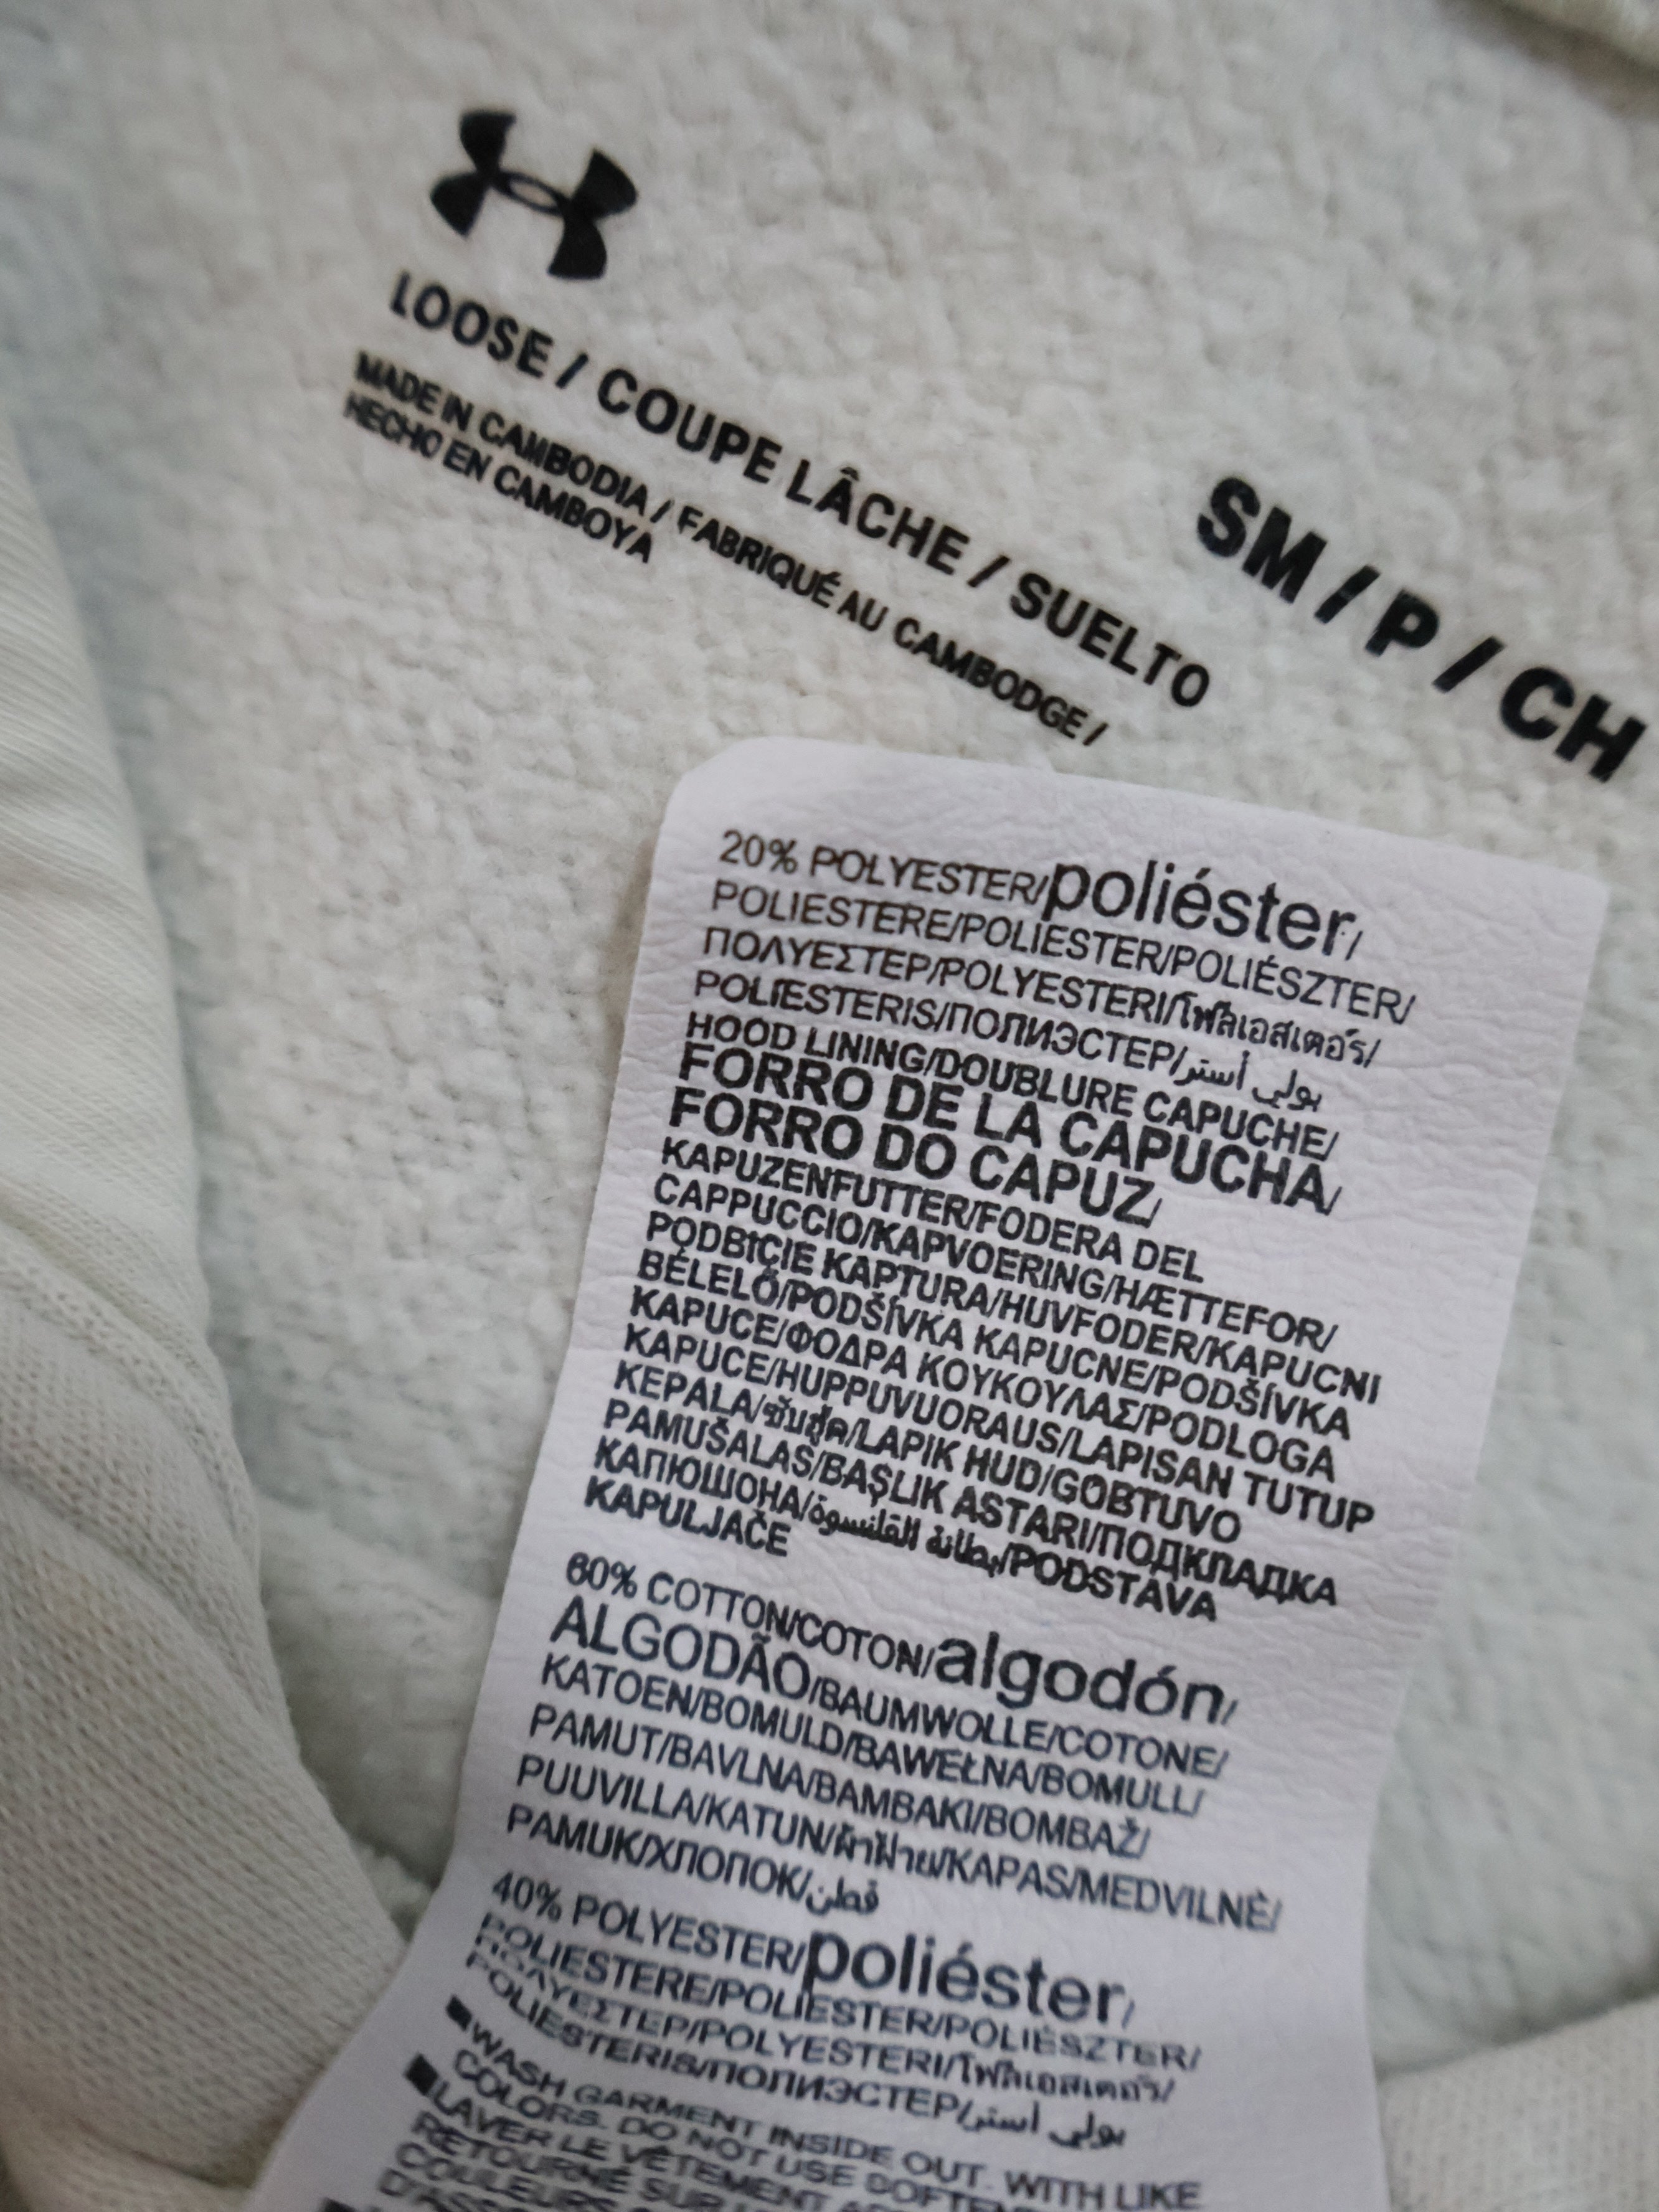 LOOSE / COUPE LÂCHE / SUELTO
MADE IN CAMBODIA / FABRIQUÉ AU CAMBODGE /
HECHO EN CAMBOYA
SM / P / CH
20% POLYESTER/poliéster/
POLIESTERE/POLIESTER/POLIÉSZTER/
ΠΟΛΥΕΣΤΕΡ/POLYESTERI/โพลีเอสเตอร์/
POLIESTERIS/ПОЛИЭСТЕР/بولي أستر
HOOD LINING/DOUBLURE CAPUCHE/
FORRO DE LA CAPUCHA/
FORRO DO CAPUZ/
KAPUZENFUTTER/FODERA DEL
CAPPUCCIO/KAPVOERING/HÆTTEFOR/
PODBICIE KAPTURA/HUVFODER/KAPUCNI
BÉLELŐ/PODŠÍVKA KAPUCNE/PODŠÍVKA
KAPUCE/ΦΟΔΡΑ ΚΟΥΚΟΥΛΑΣ/PODLOGA
KAPUCE/HUPPUVUORAUS/LAPISAN TUTUP
KEPALA/ซับฮู้ด/LAPIK HUD/GOBTUVO
PAMUŠALAS/BAŞLIK ASTARI/ПОДКЛАДКА
КАПЮШОНА/بطانة القلنسوة/PODSTAVA
KAPULJAČE
60% COTTON/COTON/algodón/
ALGODÃO/BAUMWOLLE/COTONE/
KATOEN/BOMULD/BAWEŁNA/BOMULL/
PAMUT/BAVLNA/BAMBAKI/BOMBAŽ/
PUUVILLA/KATUN/ผ้าฝ้าย/KAPAS/MEDVILNĖ/
PAMUK/ХЛОПОК/قطن
40% POLYESTER/poliéster/
POLIESTERE/POLIESTER/POLIÉSZTER/
ΠΟΛΥΕΣΤΕΡ/POLYESTERI/โพลีเอสเตอร์/
POLIESTERIS/ПОЛИЭСТЕР/بولي أستر
■WASH GARMENT INSIDE OUT. WITH LIKE
COLORS. DO NOT USE SOFTEN
■LAVER LE VÊTEMENT
RETOURNÉ SUR
COULEURS